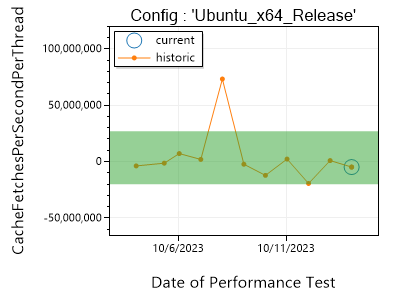 Config : 'Ubuntu_x64_Release'
current
historic
CacheFetchesPerSecondPerThread
100,000,000
50,000,000
0
-50,000,000
10/6/2023
10/11/2023
Date of Performance Test